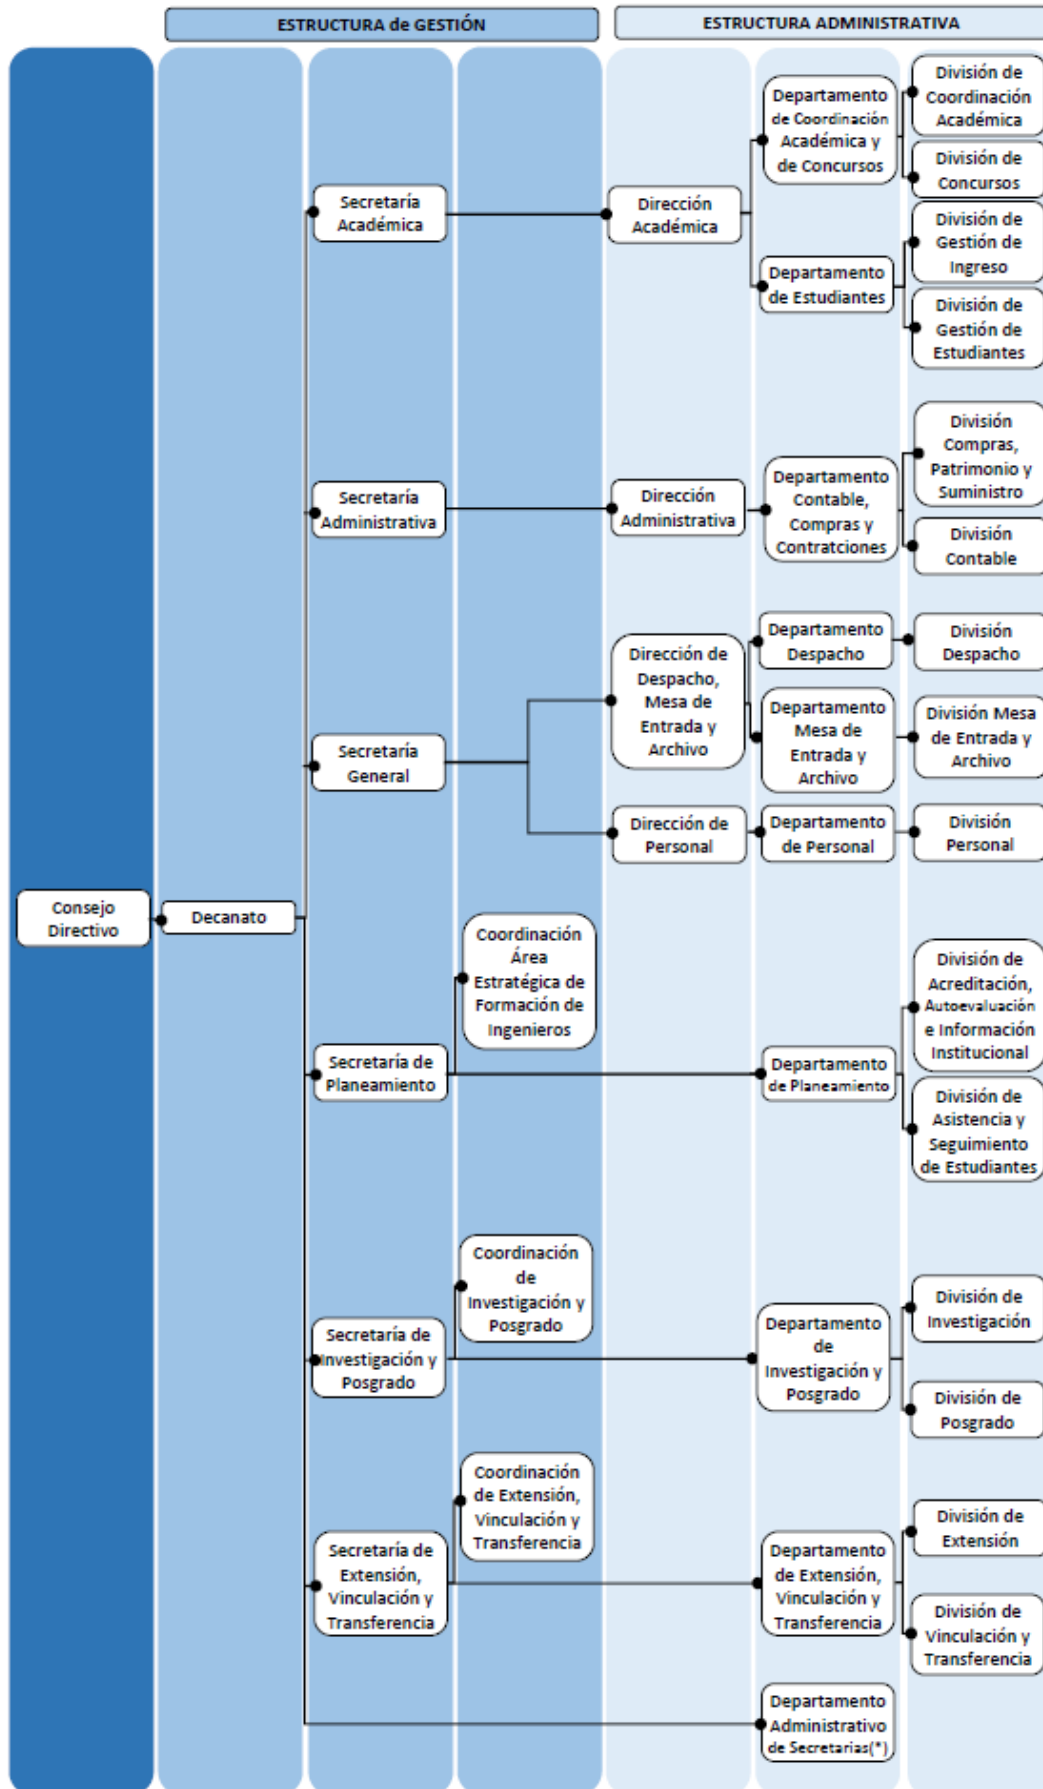 ESTRUCTURA de GESTIÓN
ESTRUCTURA ADMINISTRATIVA
Consejo
Directivo
Decanato
Secretaría
Académica
Dirección
Académica
Departamento
de Coordinación
Académica y
de Concursos
División de
Coordinación
Académica
División de
Concursos
Departamento
de Estudiantes
División de
Gestión de
Ingreso
División de
Gestión de
Estudiantes
Secretaría
Administrativa
Dirección
Administrativa
Departamento
Contable,
Compras y
Contratciones
División
Compras,
Patrimonio y
Suministro
División
Contable
Secretaría
General
Dirección de
Despacho,
Mesa de
Entrada y
Archivo
Departamento
Despacho
División
Despacho
Departamento
Mesa de
Entrada y
Archivo
División Mesa
de Entrada y
Archivo
Dirección de
Personal
Departamento
de Personal
División
Personal
Secretaría de
Planeamiento
Coordinación
Área
Estratégica de
Formación de
Ingenieros
Departamento
de Planeamiento
División de
Acreditación,
Autoevaluación
e Información
Institucional
División de
Asistencia y
Seguimiento
de Estudiantes
Secretaría de
Investigación y
Posgrado
Coordinación
de
Investigación y
Posgrado
Departamento
de
Investigación y
Posgrado
División de
Investigación
División de
Posgrado
Secretaría de
Extensión,
Vinculación y
Transferencia
Coordinación
de Extensión,
Vinculación y
Transferencia
Departamento
de Extensión,
Vinculación y
Transferencia
División de
Extensión
División de
Vinculación y
Transferencia
Departamento
Administrativo
de Secretarias(*)